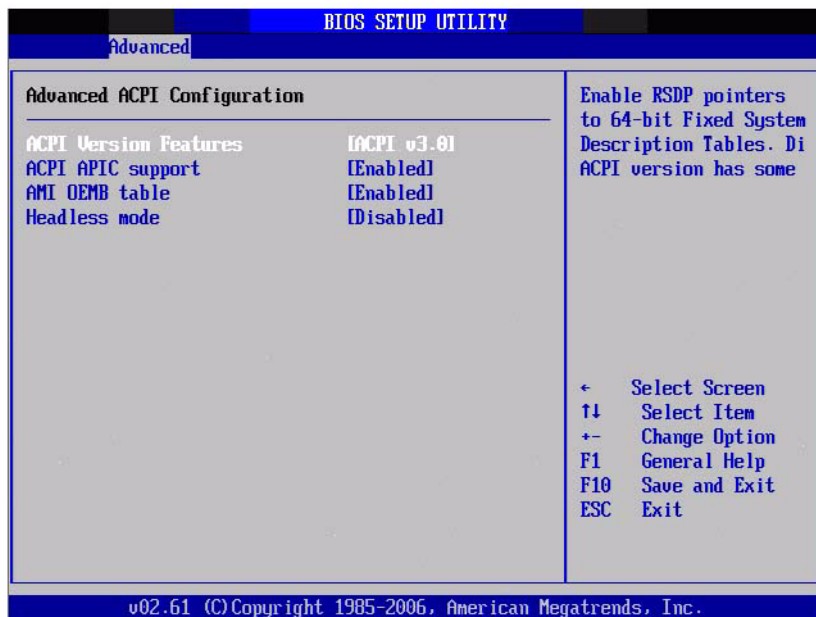 BIOS SETUP UTILITY
Advanced
Advanced ACPI Configuration
ACPI Version Features [ACPI v3.0]
ACPI APIC support [Enabled]
AMI OEMB table [Enabled]
Headless mode [Disabled]
Enable RSDP pointers
to 64-bit Fixed System
Description Tables. Di
ACPI version has some
← Select Screen
↑↓ Select Item
+- Change Option
F1 General Help
F10 Save and Exit
ESC Exit
v02.61 (C)Copyright 1985-2006, American Megatrends, Inc.